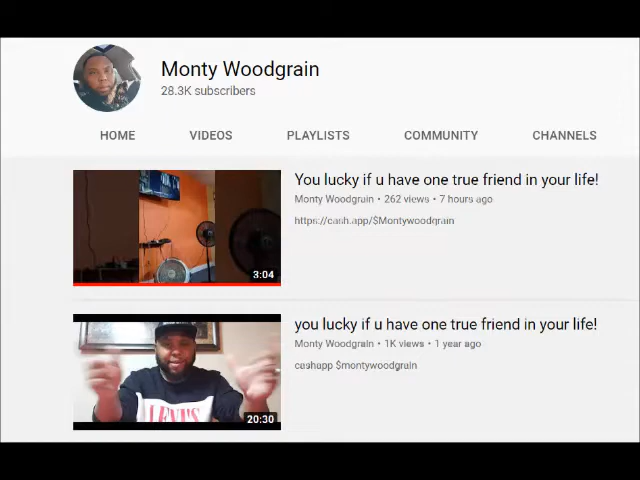 Monty Woodgrain
28.3K subscribers
HOME VIDEOS PLAYLISTS COMMUNITY CHANNELS
You lucky if u have one true friend in your life!
Monty Woodgrain • 262 views • 7 hours ago
https://cash.app/$Montywoodgrain
3:04
you lucky if u have one true friend in your life!
Monty Woodgrain • 1K views • 1 year ago
cashapp $montywoodgrain
LEVI'S
20:30